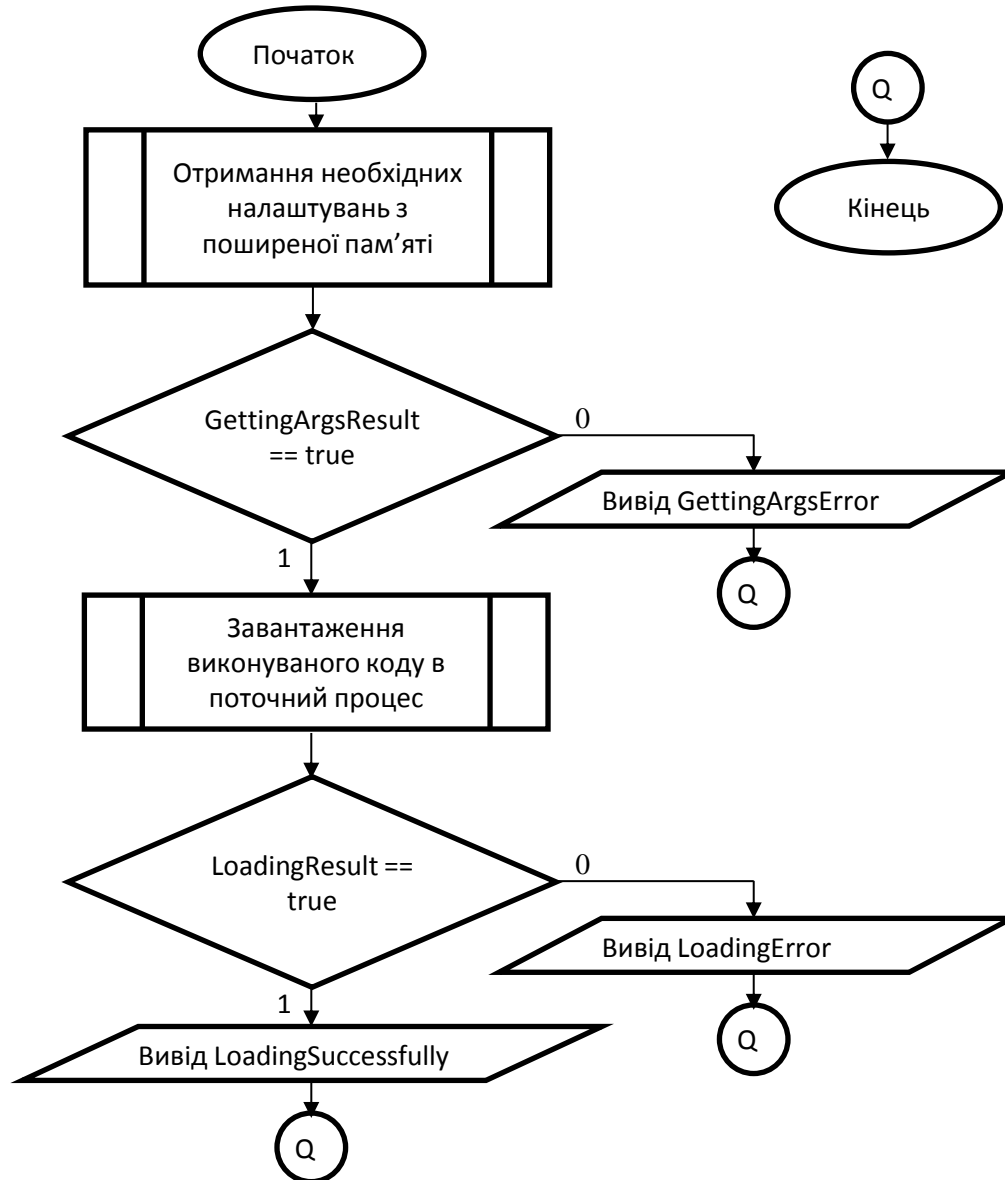 Початок
Q
Кінець
Отримання необхідних
налаштувань з
поширеної пам’яті
GettingArgsResult
== true
0
Вивід GettingArgsError
Q
1
Завантаження
виконуваного коду в
поточний процес
LoadingResult ==
true
0
Вивід LoadingError
Q
1
Вивід LoadingSuccessfully
Q